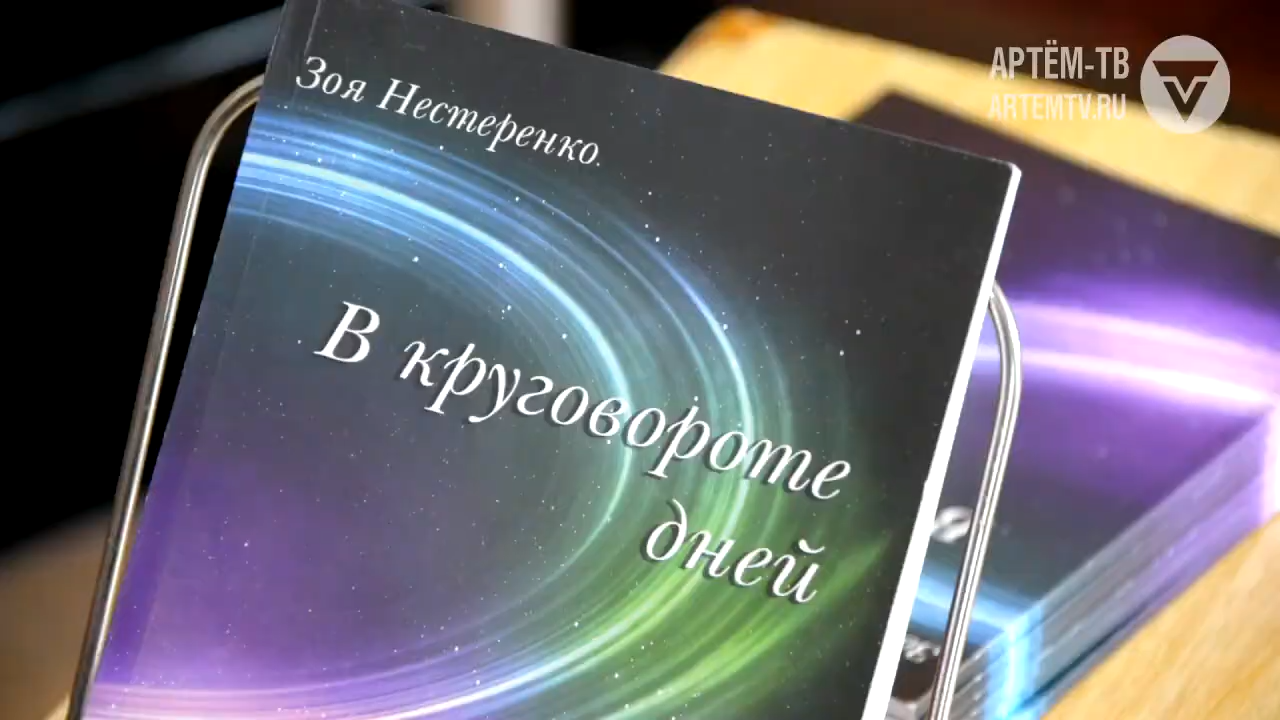 Зоя Нестеренко
В круговороте
дней
АРТЁМ-ТВ
ARTEMTV.RU